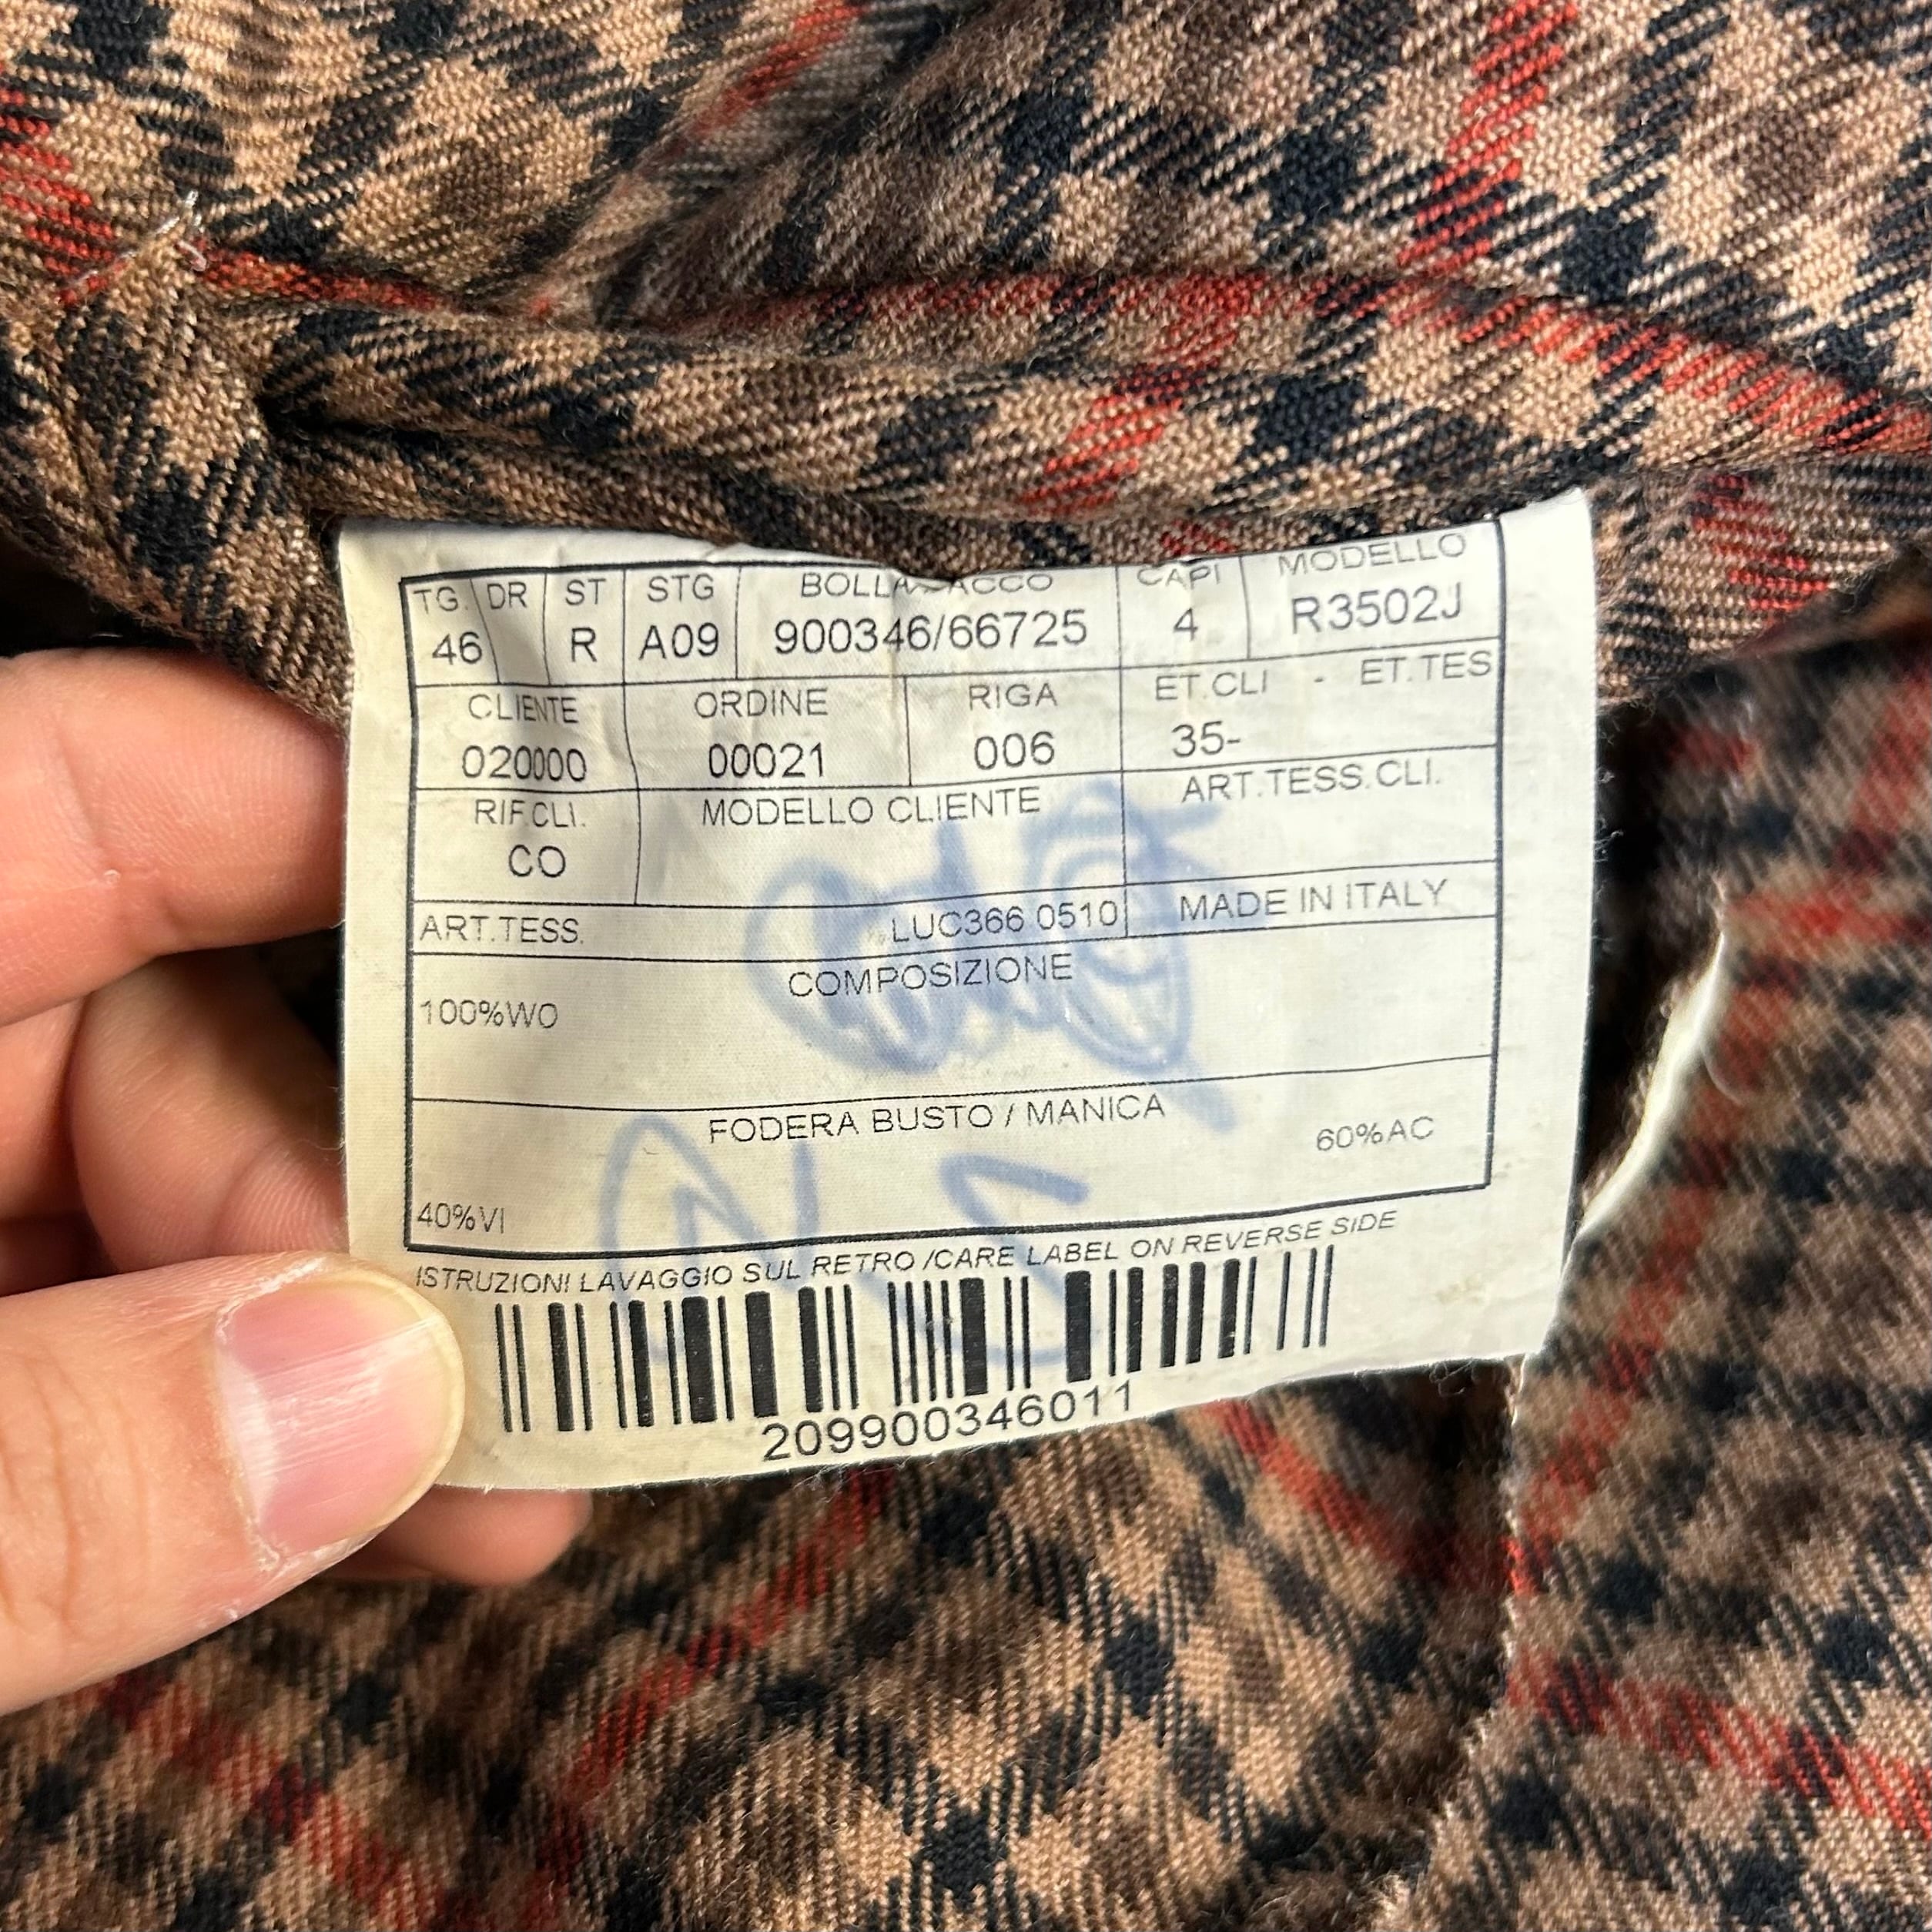 TG. DR ST STG BOLLA-SACCO CAPI MODELLO
46 R A09 900346/66725 4 R3502J
CLIENTE ORDINE RIGA ET.CLI - ET.TES
020000 00021 006 35-
RIF.CLI. MODELLO CLIENTE ART.TESS.CLI.
CO
ART.TESS. LUC366 0510 MADE IN ITALY
COMPOSIZIONE
100%WO
FODERA BUSTO / MANICA
60%AC
40%VI
ISTRUZIONI LAVAGGIO SUL RETRO /CARE LABEL ON REVERSE SIDE
209900346011